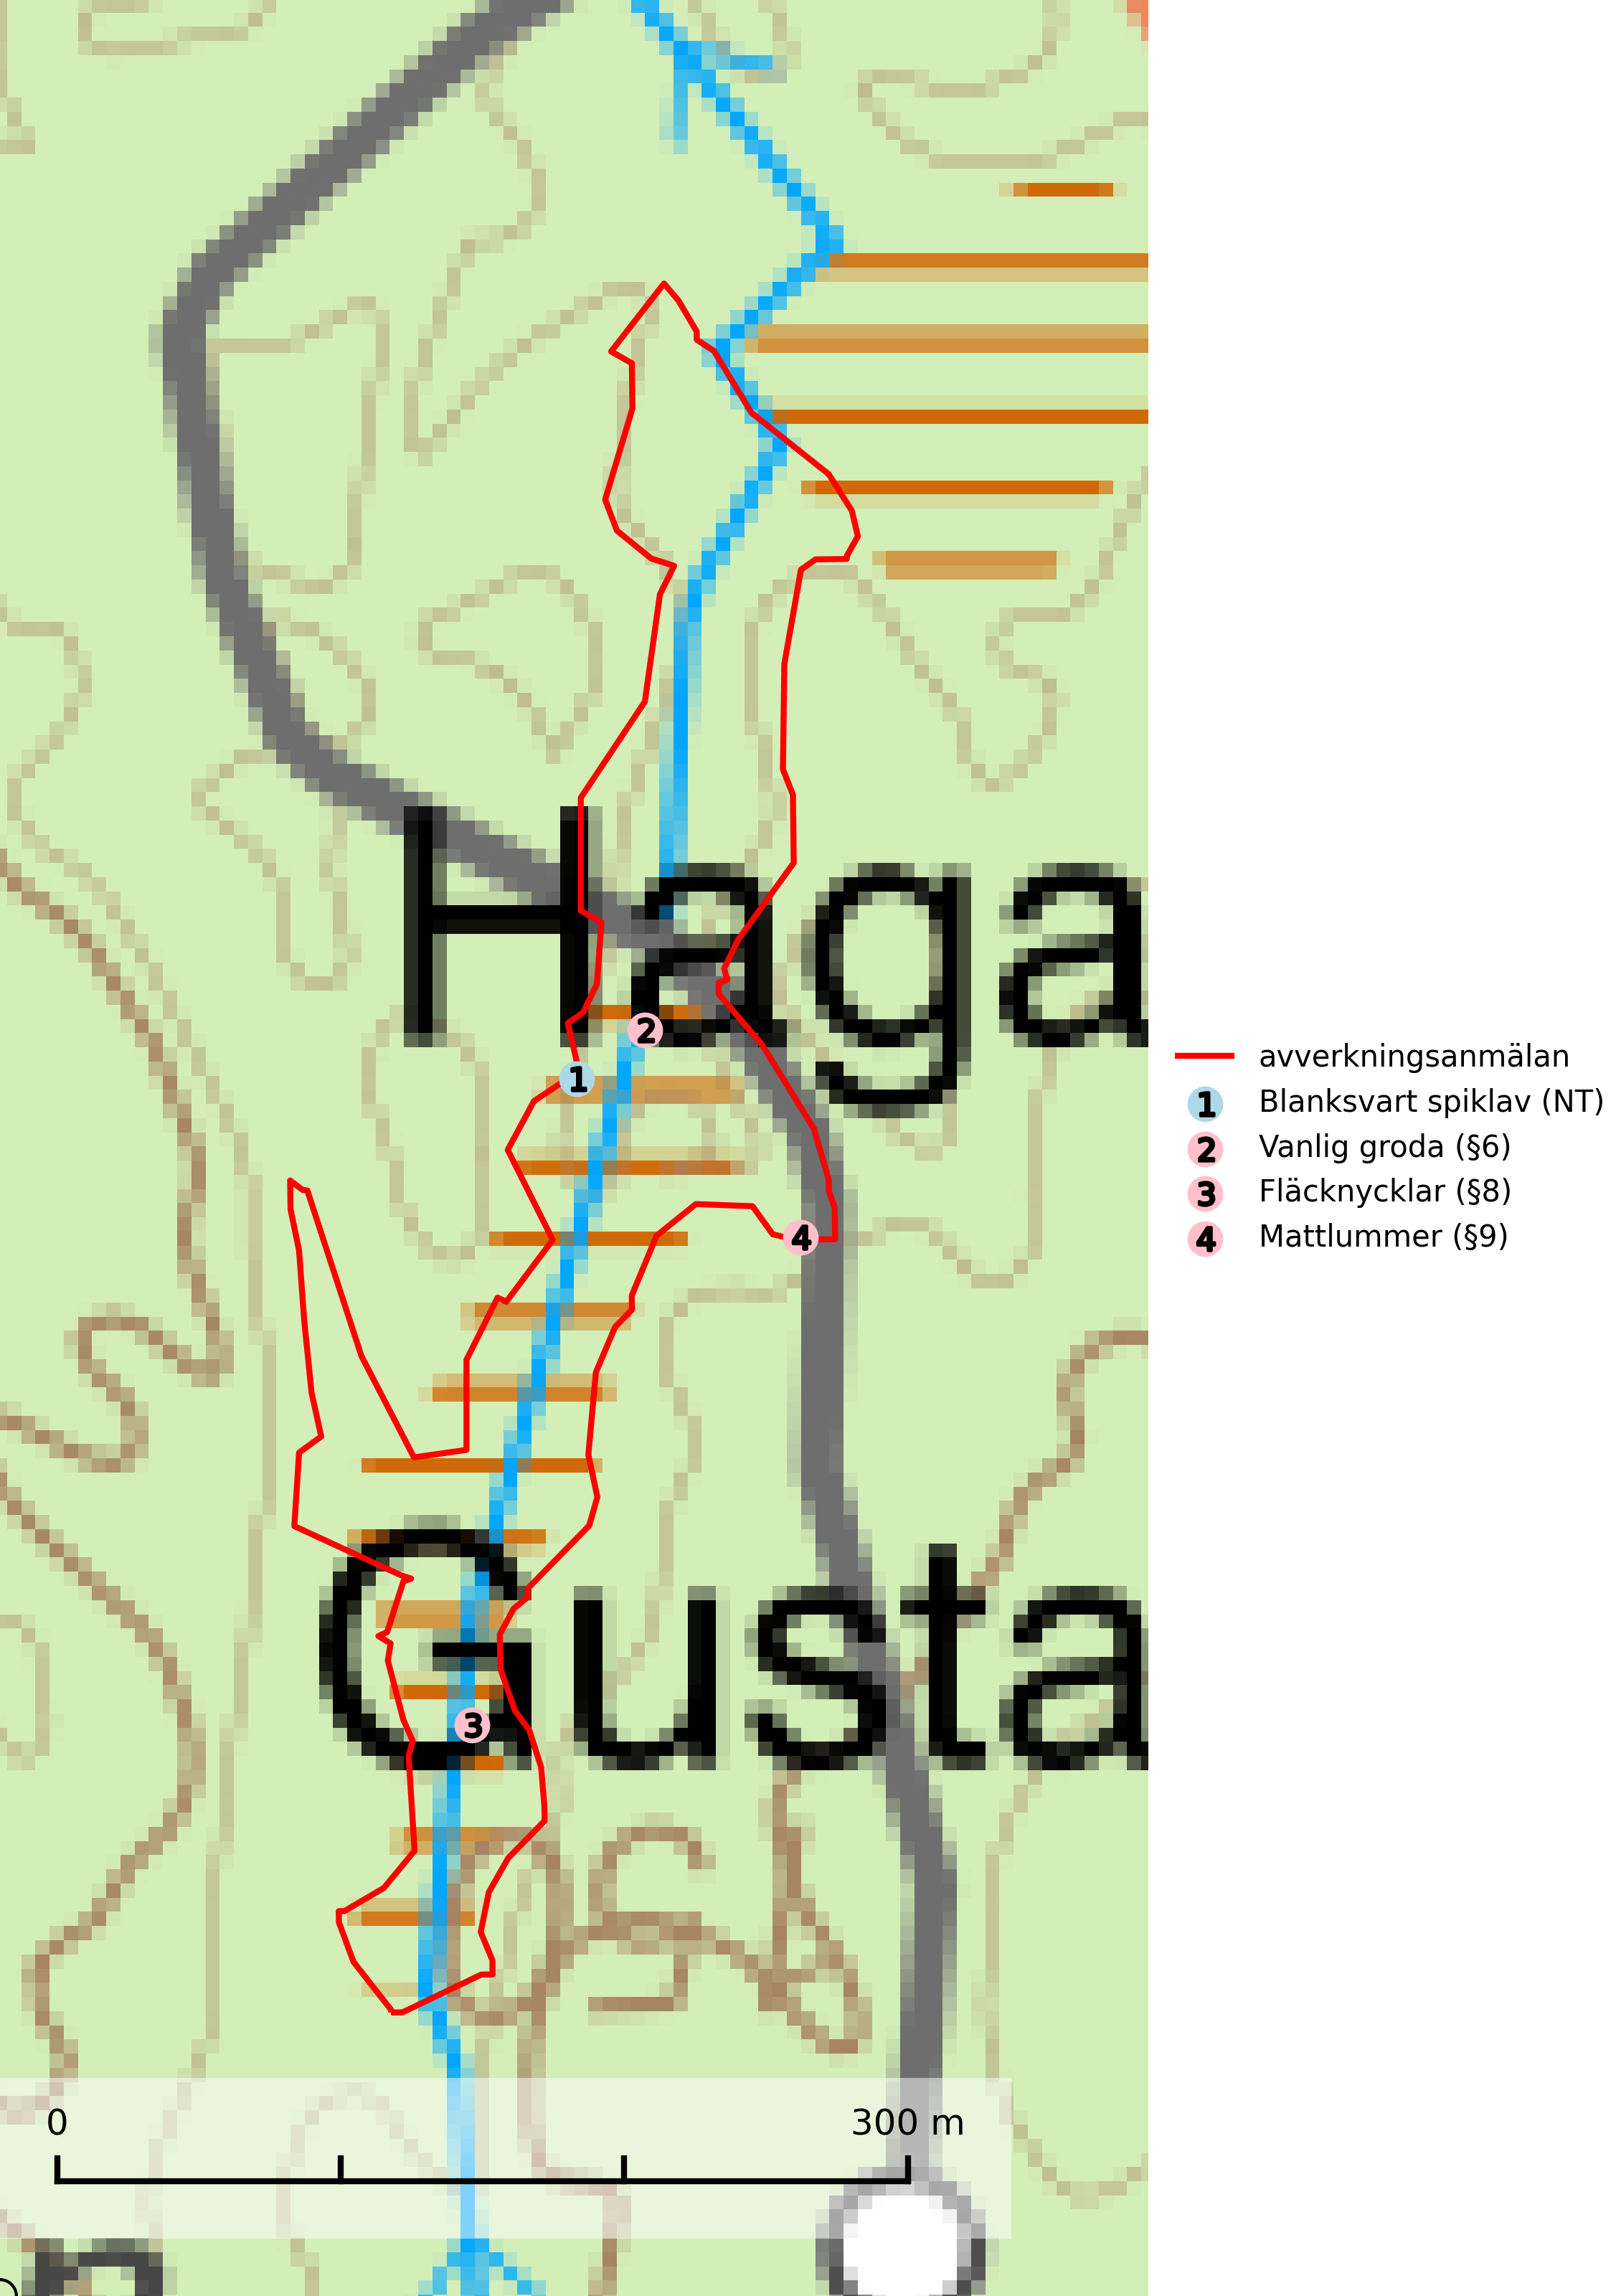 Haga
1
2
4
3
Gusta
0 300 m
avverkningsanmälan
1 Blanksvart spiklav (NT)
2 Vanlig groda (§6)
3 Fläcknycklar (§8)
4 Mattlummer (§9)